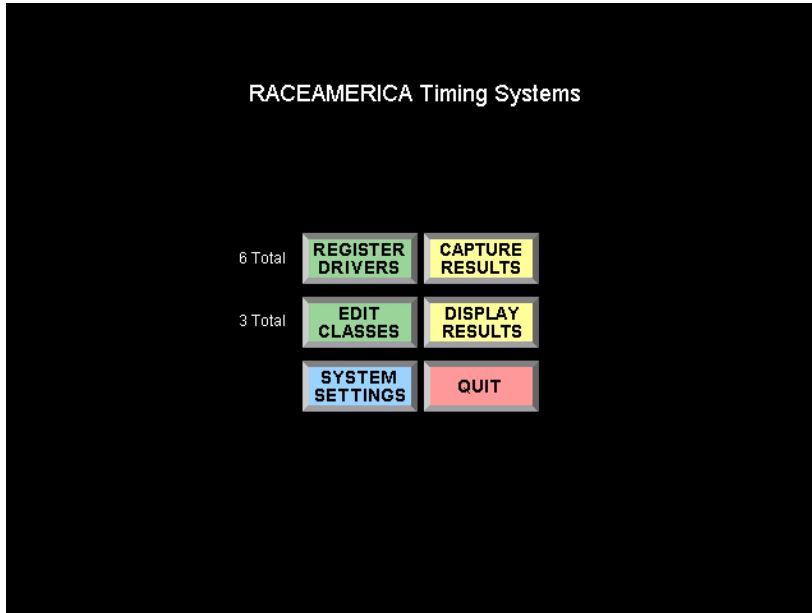 RACEAMERICA Timing Systems
6 Total
REGISTER
DRIVERS
CAPTURE
RESULTS
3 Total
EDIT
CLASSES
DISPLAY
RESULTS
SYSTEM
SETTINGS
QUIT